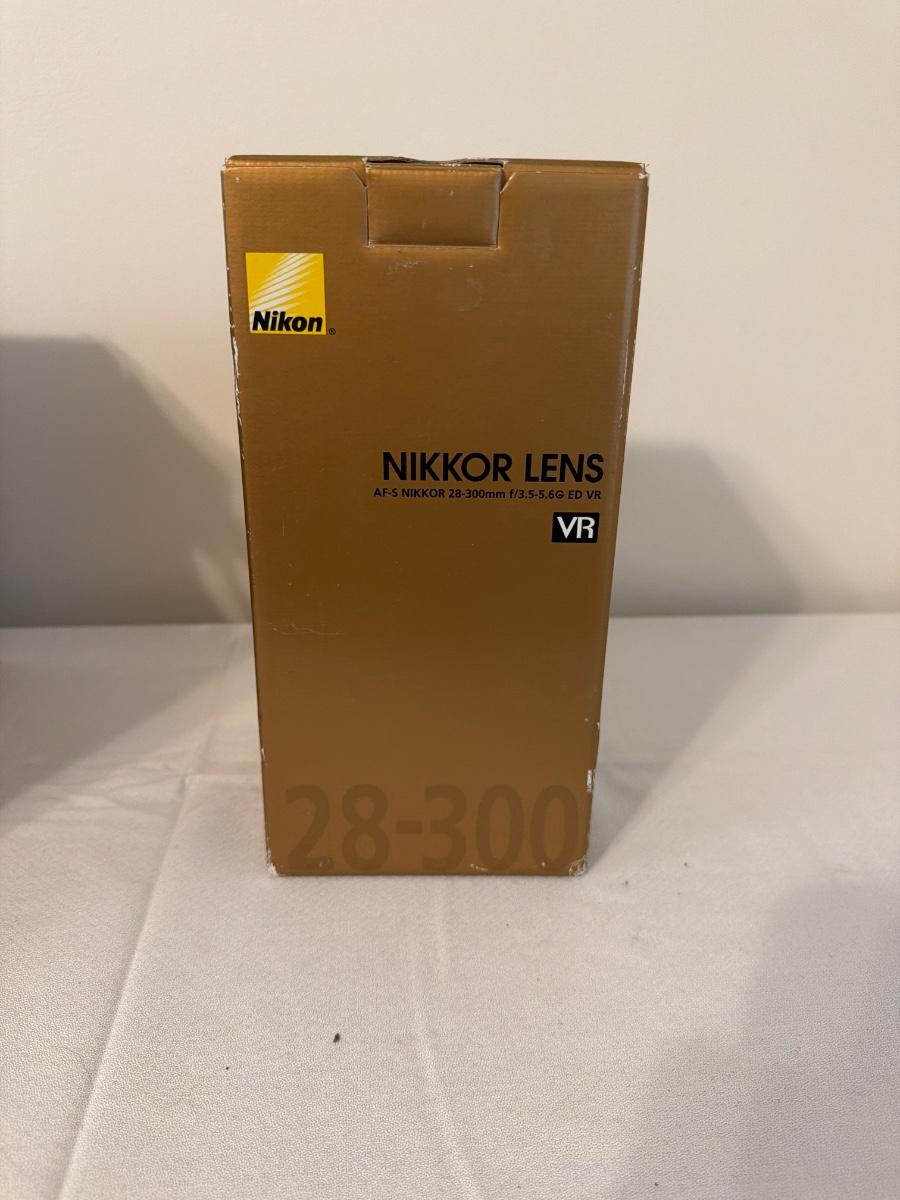 Nikon®
NIKKOR LENS
AF-S NIKKOR 28-300mm f/3.5-5.6G ED VR
VR
28-300